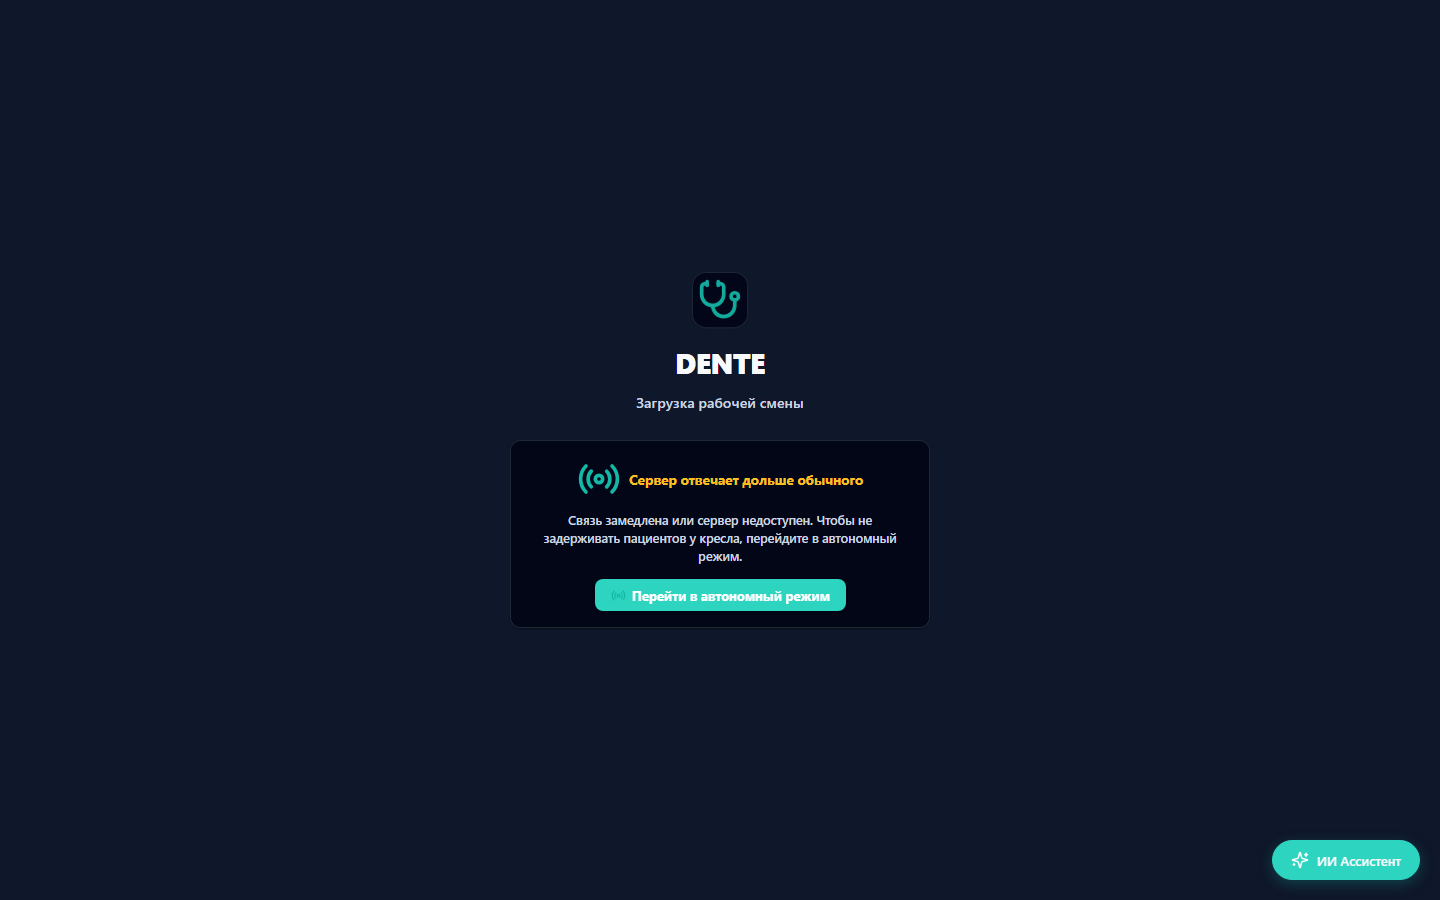 DENTE
Загрузка рабочей смены
Сервер отвечает дольше обычного
Связь замедлена или сервер недоступен. Чтобы не
задерживать пациентов у кресла, перейдите в автономный
режим.
Перейти в автономный режим
ИИ Ассистент